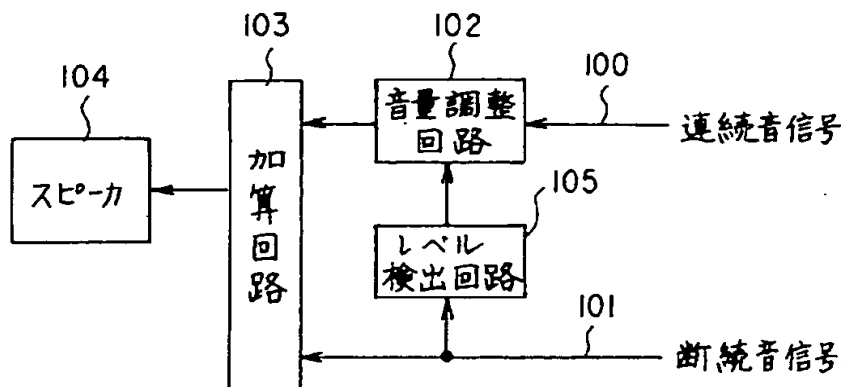 103
102
104
100
音量調整
回路
連続音信号
加算回路
スピーカ
105
レベル
検出回路
101
断続音信号